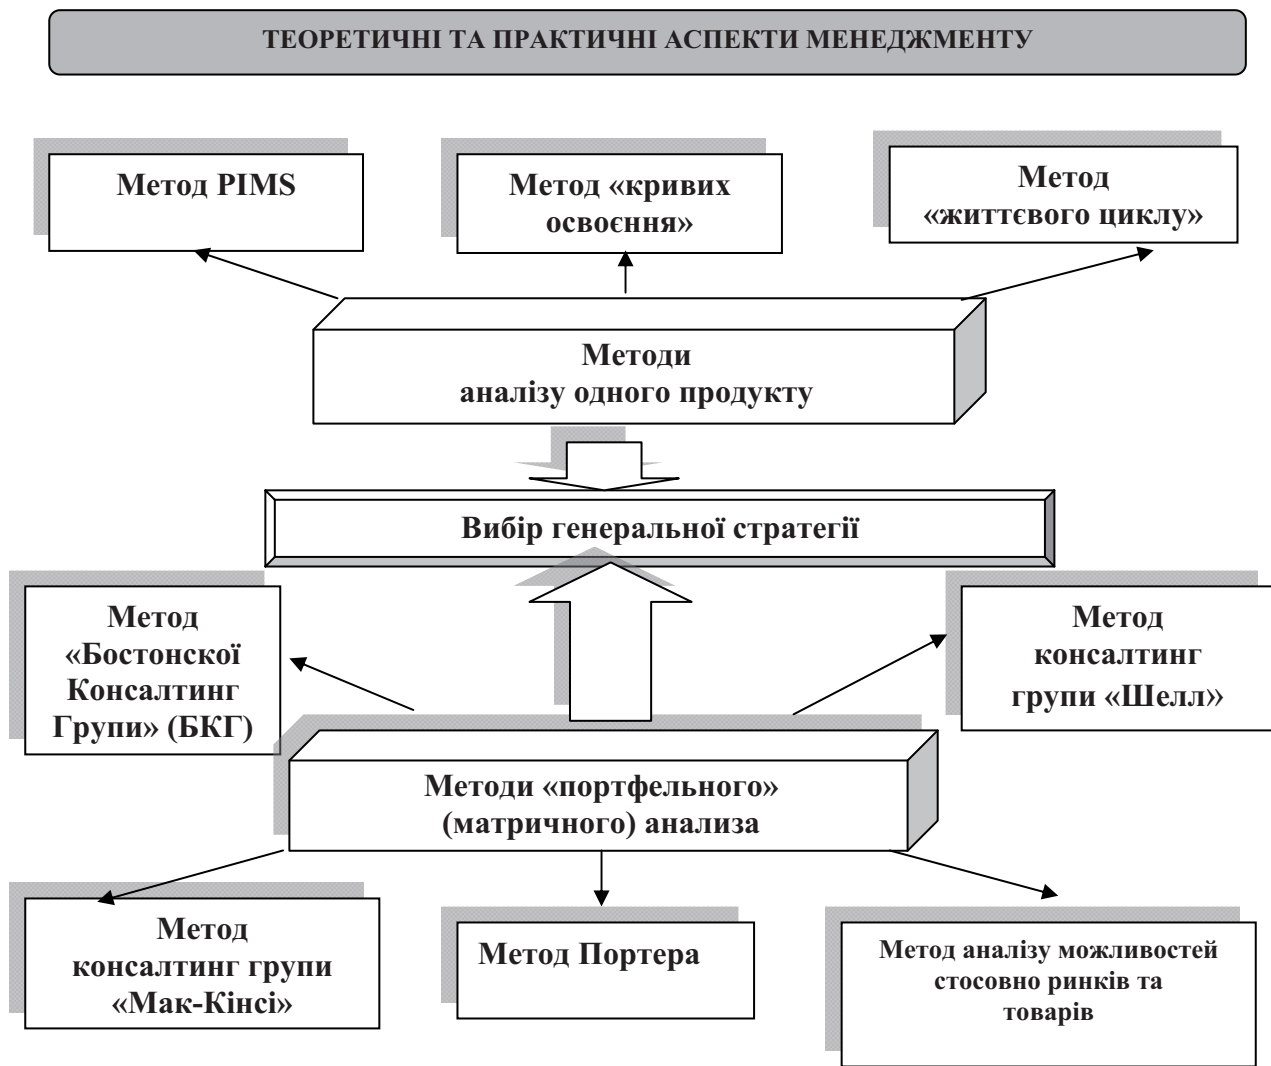 ТЕОРЕТИЧНІ ТА ПРАКТИЧНІ АСПЕКТИ МЕНЕДЖМЕНТУ
Метод PIMS
Метод «кривих
освоєння»
Метод
«життєвого циклу»
Методи
аналізу одного продукту
Вибір генеральної стратегії
Метод
«Бостонскої
Консалтинг
Групи» (БКГ)
Метод
консалтинг
групи «Шелл»
Методи «портфельного»
(матричного) анализа
Метод
консалтинг групи
«Мак-Кінсі»
Метод Портера
Метод аналізу можливостей
стосовно ринків та
товарів